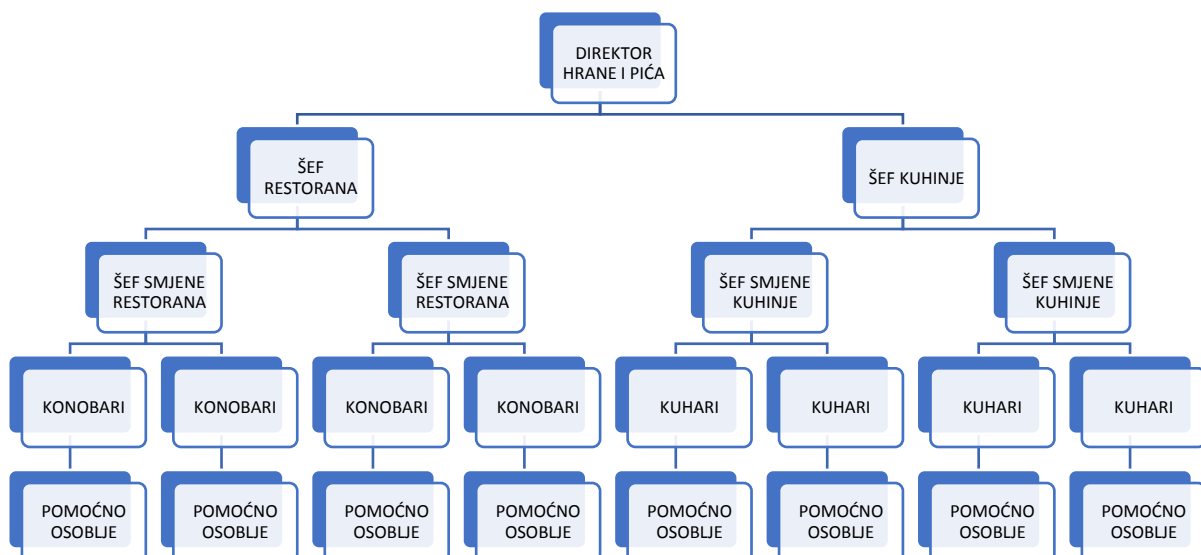 DIREKTOR
HRANE I PIĆA
ŠEF
RESTORANA
ŠEF KUHINJE
ŠEF SMJENE
RESTORANA
ŠEF SMJENE
RESTORANA
ŠEF SMJENE
KUHINJE
ŠEF SMJENE
KUHINJE
KONOBARI
KONOBARI
KONOBARI
KONOBARI
KUHARI
KUHARI
KUHARI
KUHARI
POMOĆNO
OSOBLJE
POMOĆNO
OSOBLJE
POMOĆNO
OSOBLJE
POMOĆNO
OSOBLJE
POMOĆNO
OSOBLJE
POMOĆNO
OSOBLJE
POMOĆNO
OSOBLJE
POMOĆNO
OSOBLJE